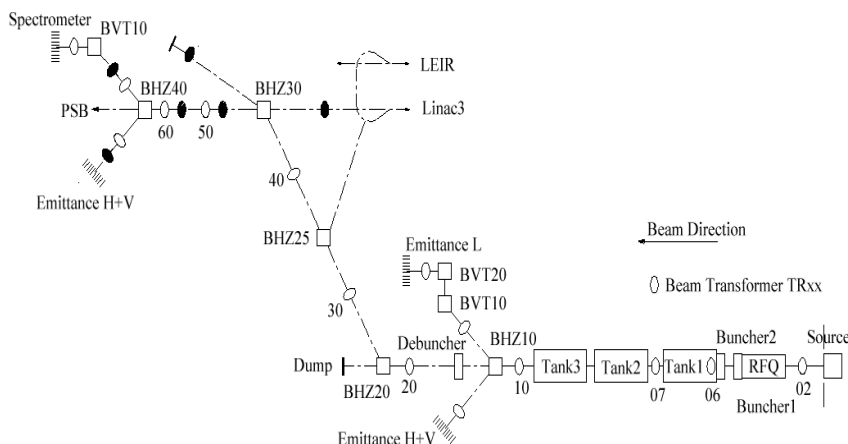 Spectrometer
BVT10
BHZ40
BHZ30
LEIR
PSB
Linac3
60
50
Emittance H+V
40
BHZ25
Emittance L
Beam Direction
BVT20
Beam Transformer TRxx
BVT10
30
Debuncher
BHZ10
Buncher2
Source
Dump
Tank3
Tank2
Tank1
RFQ
BHZ20
20
10
07
06
02
Buncher1
Emittance H+V